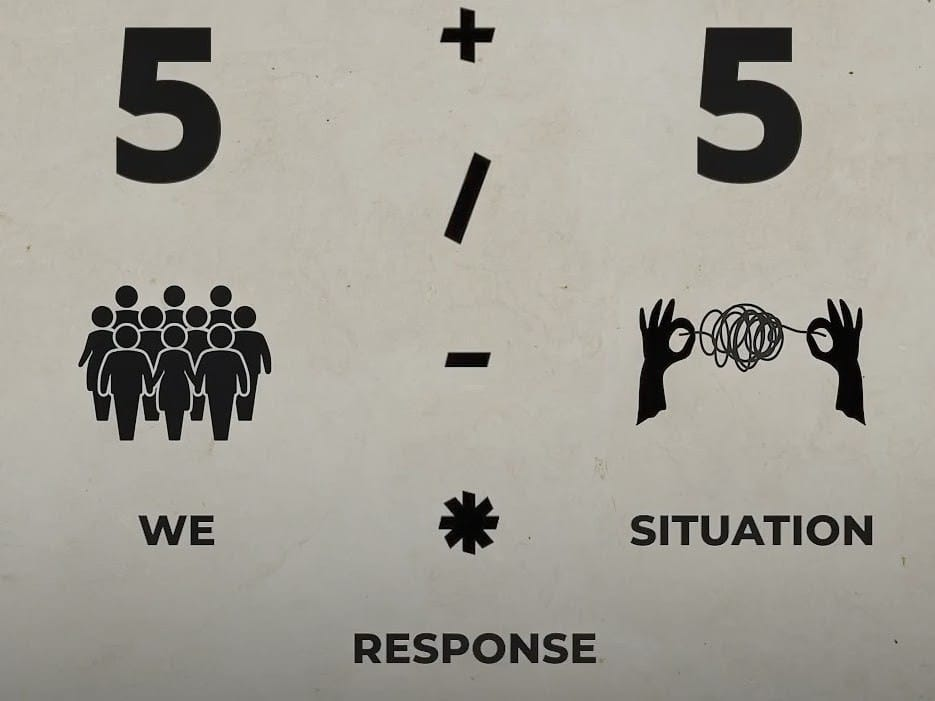 5 + 5
/
-
*
WE SITUATION
RESPONSE